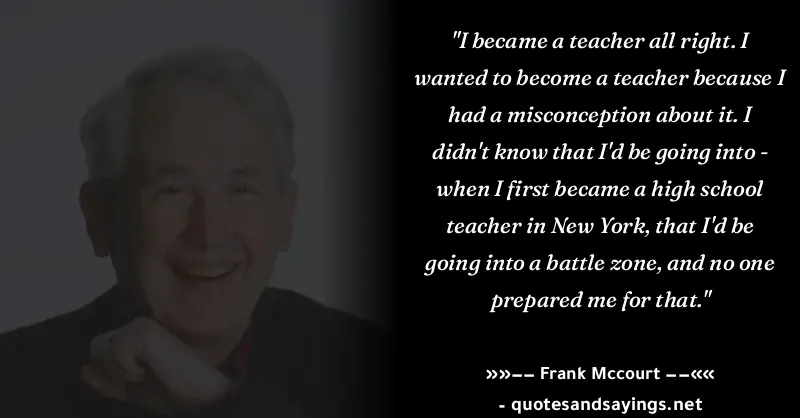 "I became a teacher all right. I
wanted to become a teacher because I
had a misconception about it. I
didn't know that I'd be going into -
when I first became a high school
teacher in New York, that I'd be
going into a battle zone, and no one
prepared me for that."
»»−− Frank Mccourt −−««
- quotesandsayings.net